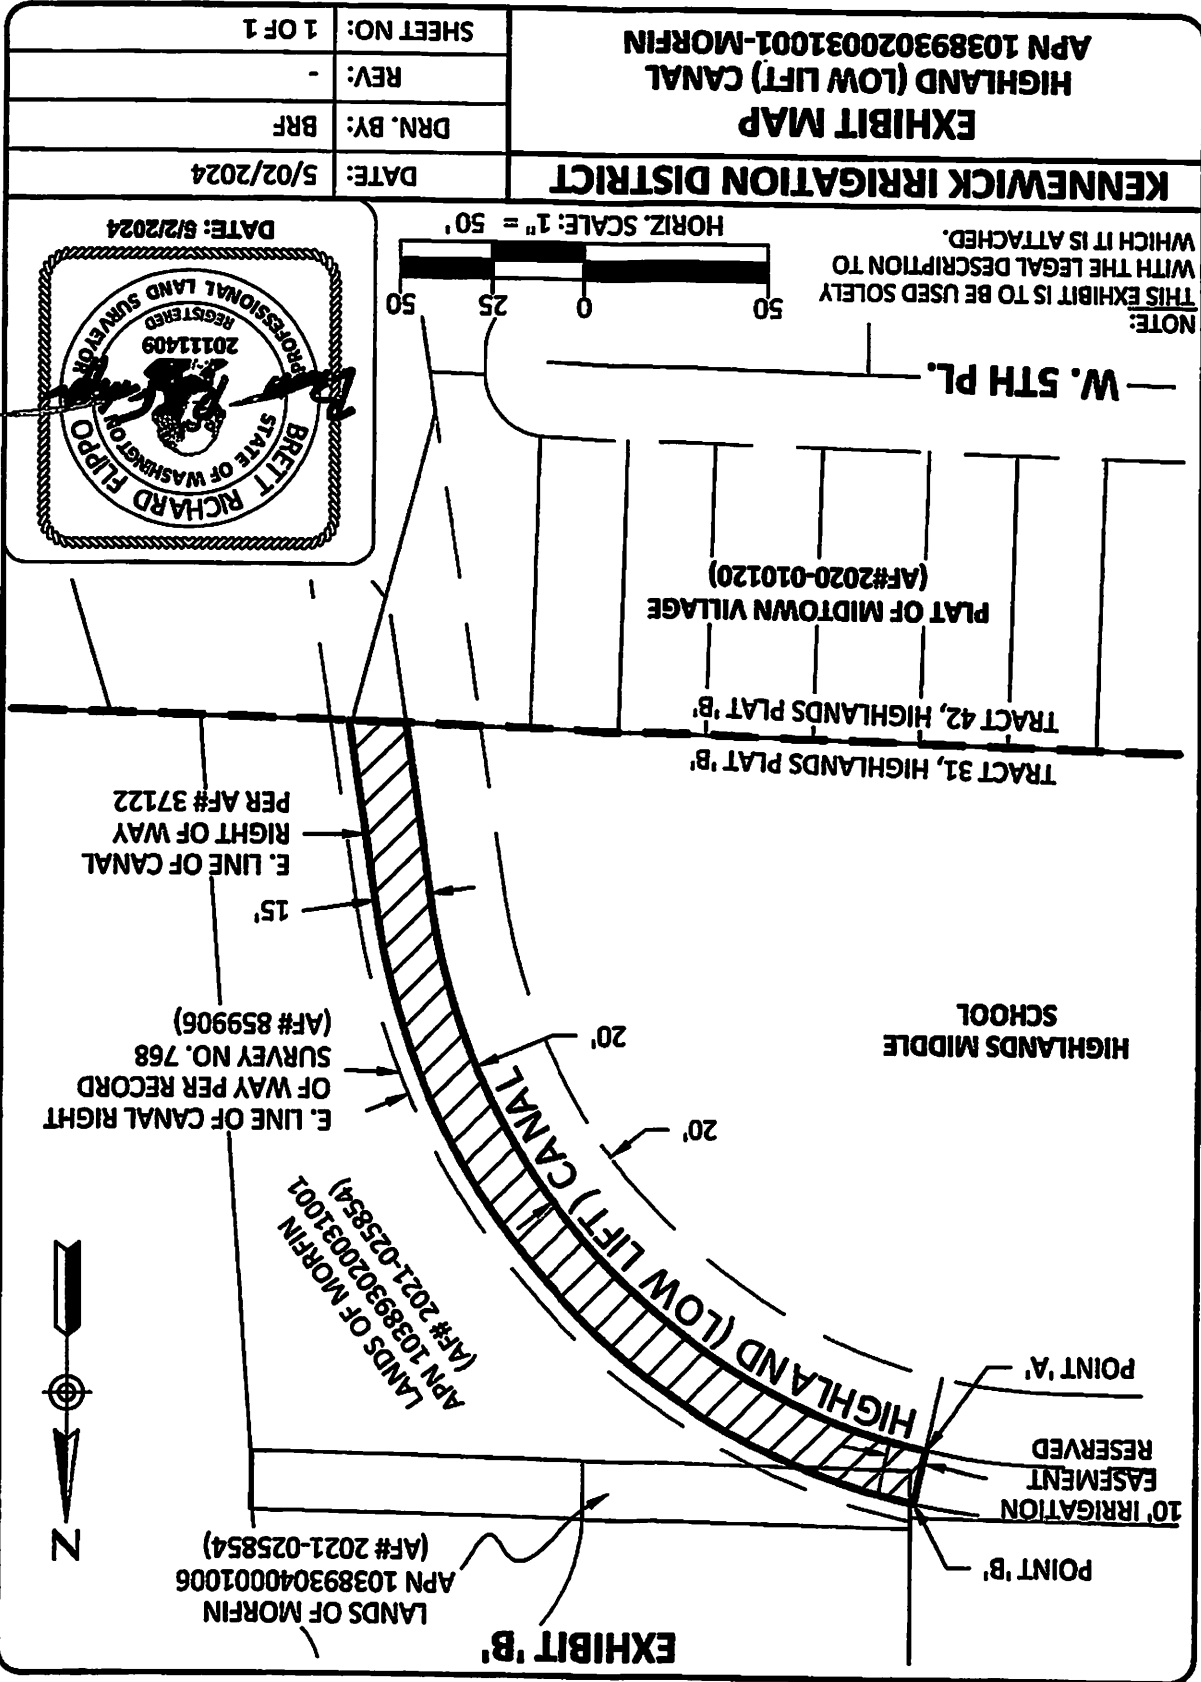 EXHIBIT 'B'
LANDS OF MORFIN
APN 103893040001006
(AF# 2021-025854)
N
POINT 'B'
10' IRRIGATION
EASEMENT
RESERVED
POINT 'A'
HIGHLAND (LOW LIFT) CANAL
LANDS OF MORFIN
APN 103893020031001
(AF# 2021-025854)
20'
20'
E. LINE OF CANAL RIGHT
OF WAY PER RECORD
SURVEY NO. 768
(AF# 859906)
HIGHLANDS MIDDLE
SCHOOL
15'
E. LINE OF CANAL
RIGHT OF WAY
PER AF# 37122
TRACT 31, HIGHLANDS PLAT 'B'
TRACT 42, HIGHLANDS PLAT 'B'
PLAT OF MIDTOWN VILLAGE
(AF#2020-010120)
W. 5TH PL.
NOTE:
THIS EXHIBIT IS TO BE USED SOLELY
WITH THE LEGAL DESCRIPTION TO
WHICH IT IS ATTACHED.
50 0 25 50
HORIZ. SCALE: 1" = 50'
BRETT RICHARD FLIPPO
STATE OF WASHINGTON
20111409
REGISTERED
PROFESSIONAL LAND SURVEYOR
DATE: 5/2/2024
KENNEWICK IRRIGATION DISTRICT
EXHIBIT MAP
HIGHLAND (LOW LIFT) CANAL
APN 103893020031001-MORFIN
DATE: 5/02/2024
DRN. BY: BRF
REV: -
SHEET NO: 1 OF 1